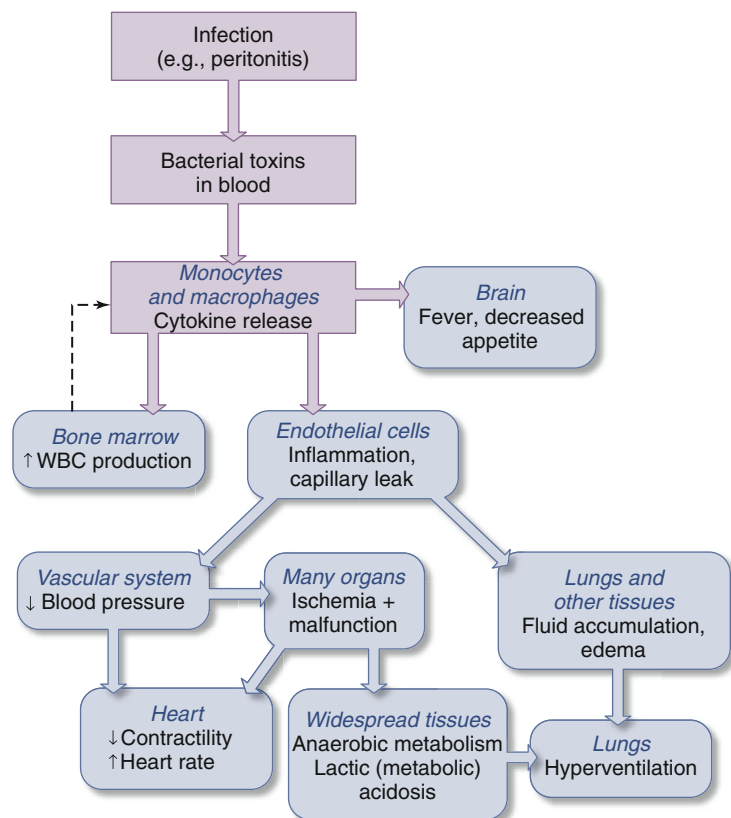 Infection
(e.g., peritonitis)
Bacterial toxins
in blood
Monocytes
and macrophages
Cytokine release
Brain
Fever, decreased
appetite
Bone marrow
↑ WBC production
Endothelial cells
Inflammation,
capillary leak
Vascular system
↓ Blood pressure
Many organs
Ischemia +
malfunction
Lungs and
other tissues
Fluid accumulation,
edema
Heart
↓ Contractility
↑ Heart rate
Widespread tissues
Anaerobic metabolism
Lactic (metabolic)
acidosis
Lungs
Hyperventilation